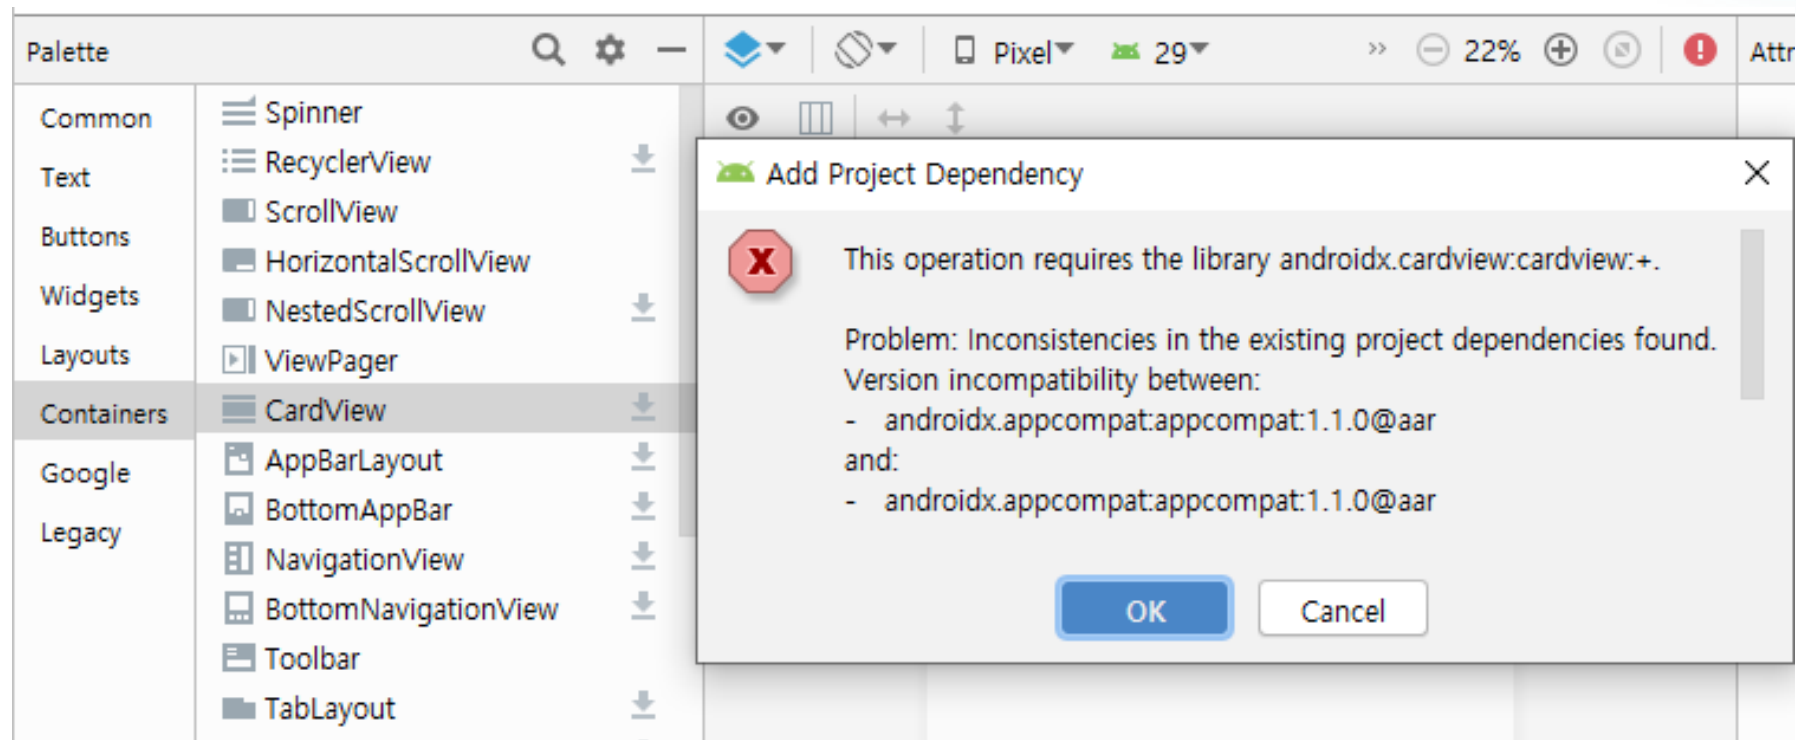 Palette
Pixel
29
22%
Attr
Common
Text
Buttons
Widgets
Layouts
Containers
Google
Legacy
Spinner
RecyclerView
ScrollView
HorizontalScrollView
NestedScrollView
ViewPager
CardView
AppBarLayout
BottomAppBar
NavigationView
BottomNavigationView
Toolbar
TabLayout
Add Project Dependency
This operation requires the library androidx.cardview:cardview:+.
Problem: Inconsistencies in the existing project dependencies found.
Version incompatibility between:
- androidx.appcompat:appcompat:1.1.0@aar
and:
- androidx.appcompat:appcompat:1.1.0@aar
OK
Cancel